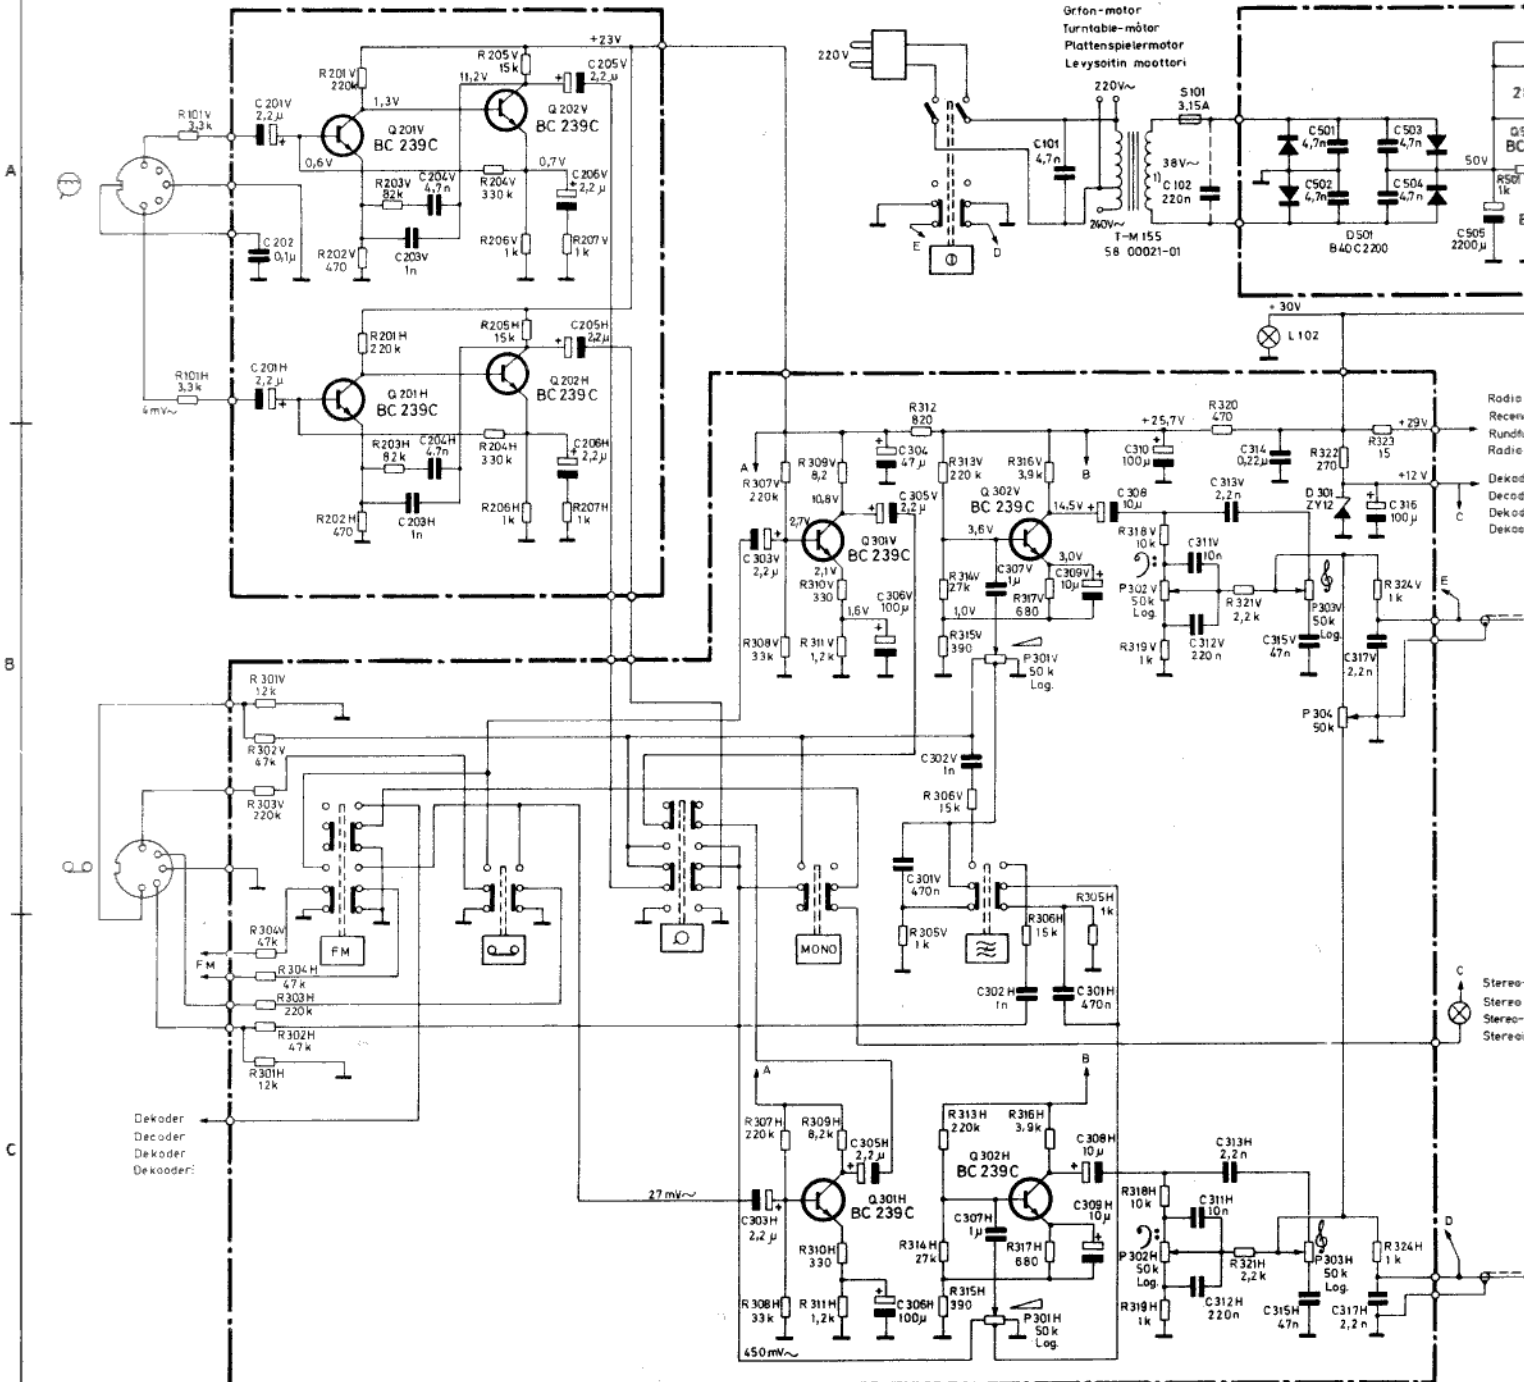 Grfon-motor
Turntable-môtor
Plattenspielermotor
Levysoitin moottori
220V
220V~
S101
3,15A
C101
4,7n
38V~
1)
C102
220n
240V~
T-M 155
58 00021-01
E
D
C501
4,7n
C503
4,7n
C502
4,7n
C504
4,7n
D501
B40C2200
50V
R501
1k
C505
2200µ
A
+23V
R205V
15k
C205V
2,2µ
R201V
220k
11,2V
1,3V
Q202V
BC 239C
C201V
2,2µ
R101V
3,3k
Q201V
BC 239C
0,6V
0,7V
R203V
82k
C204V
4,7n
R204V
330k
C206V
2,2µ
C202
0,1µ
R202V
470
C203V
1n
R206V
1k
R207V
1k
R201H
220k
R205H
15k
C205H
2,2µ
R101H
3,3k
4mV~
C201H
2,2µ
Q201H
BC 239C
Q202H
BC 239C
R203H
82k
C204H
4,7n
R204H
330k
C206H
2,2µ
R202H
470
C203H
1n
R206H
1k
R207H
1k
+30V
L102
R312
820
+25,7V
R320
470
+29V
R323
15
Radio
A
R307V
220k
R309V
8,2
C304
47µ
R313V
220k
R316V
3,9k
B
C310
100µ
C314
0,22µ
R322
270
+12V
C
10,8V
C305V
2,2µ
Q302V
BC 239C
14,5V
C308
10µ
C313V
2,2n
D301
ZY12
C316
100µ
2,7V
C303V
2,2µ
Q301V
BC 239C
3,6V
3,0V
R318V
10k
C311V
10n
2,1V
R310V
330
R314V
27k
C307V
1µ
C309V
10µ
R317V
680
P302V
50k
Log.
R321V
2,2k
P303V
50k
Log.
R324V
1k
E
1,6V
C306V
100µ
1,0V
B
R308V
33k
R311V
1,2k
R315V
390
P301V
50k
Log.
R319V
1k
C312V
220n
C315V
47n
C317V
2,2n
P304
50k
R301V
12k
R302V
47k
R303V
220k
C302V
1n
R306V
15k
C301V
470n
R305V
1k
R306H
15k
R305H
1k
R304V
47k
FM
R304H
47k
R303H
220k
R302H
47k
R301H
12k
FM
MONO
C302H
1n
C301H
470n
C
Dekoder
Decoder
Dekoder
C
A
B
R307H
220k
R309H
8,2k
C305H
2,2µ
R313H
220k
R316H
3,9k
C308H
10µ
C313H
2,2n
Q302H
BC 239C
27mV~
C303H
2,2µ
Q301H
BC 239C
C307H
1µ
C309H
10µ
R318H
10k
C311H
10n
R310H
330
R314H
27k
R317H
680
P302H
50k
Log.
R321H
2,2k
P303H
50k
Log.
R324H
1k
D
R308H
33k
R311H
1,2k
C306H
100µ
R315H
390
P301H
50k
Log.
R319H
1k
C312H
220n
C315H
47n
C317H
2,2n
450mV~